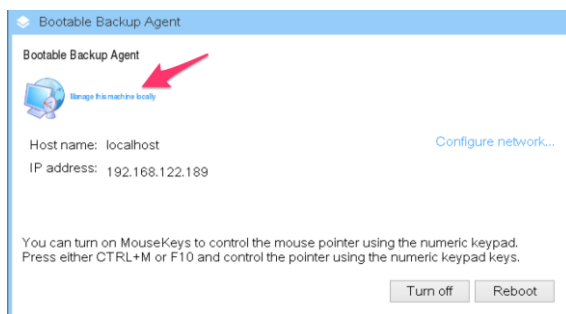 Bootable Backup Agent
Bootable Backup Agent
Manage this machine locally
Host name: localhost
Configure network...
IP address: 192.168.122.189
You can turn on MouseKeys to control the mouse pointer using the numeric keypad.
Press either CTRL+M or F10 and control the pointer using the numeric keypad keys.
Turn off Reboot